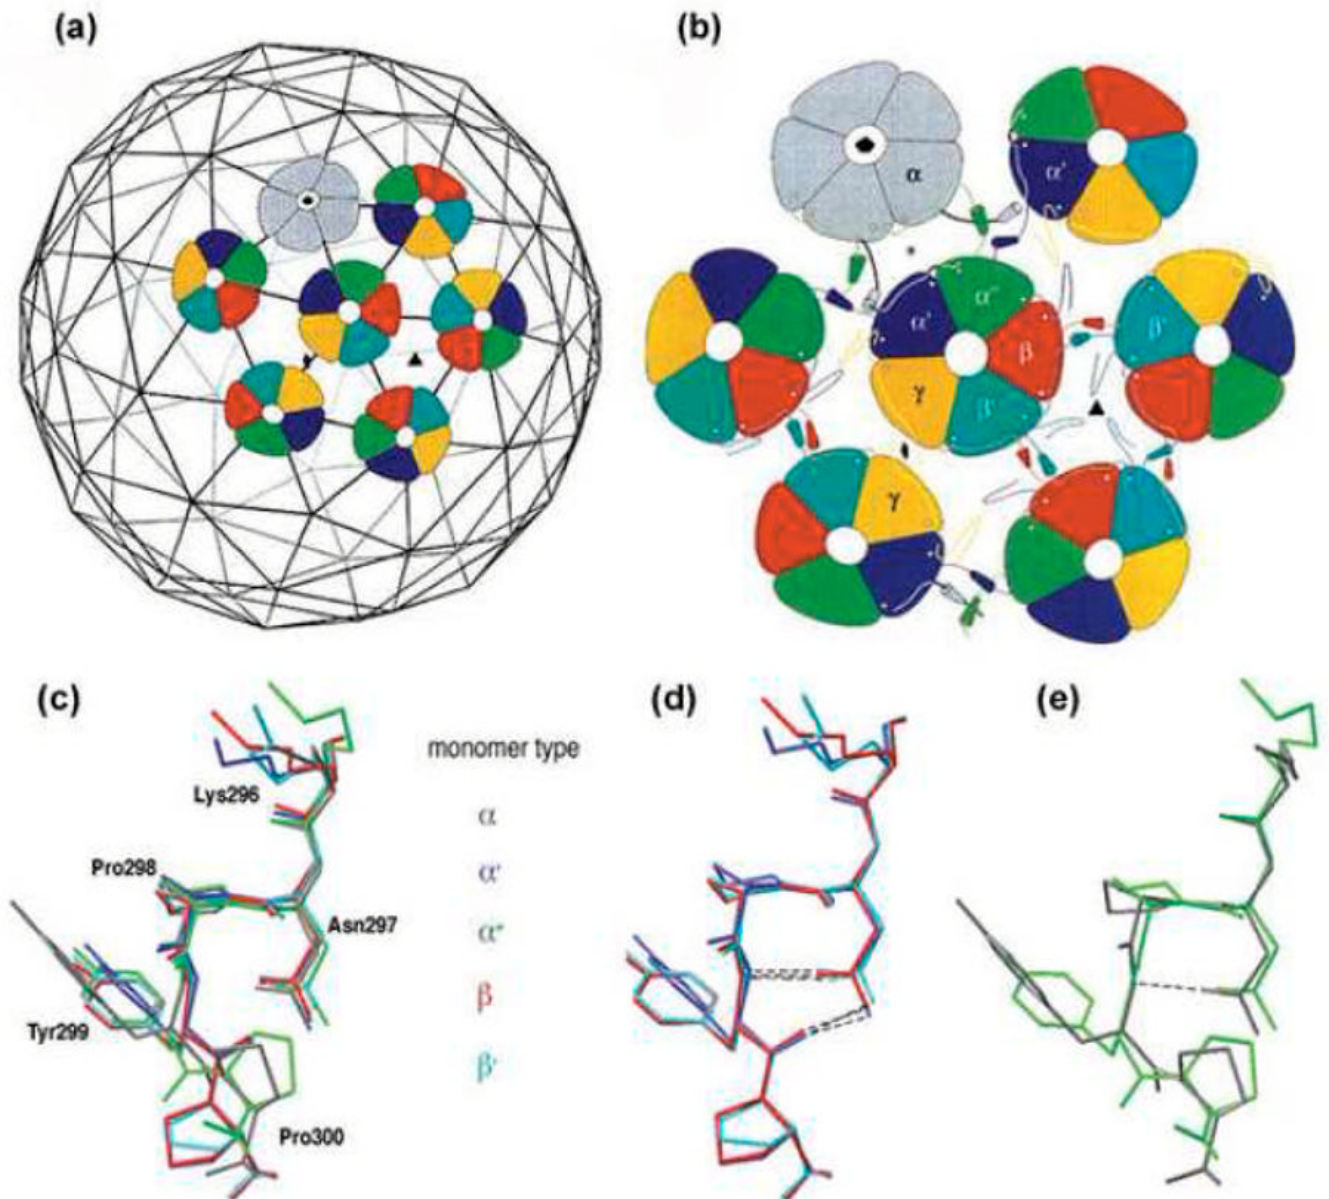 (a)
(b)
α
α'
α''
α'
β
β'
γ
β'
γ
(c)
(d)
(e)
monomer type
Lys296
α
Pro298
α'
Asn297
α''
β
Tyr299
β'
Pro300